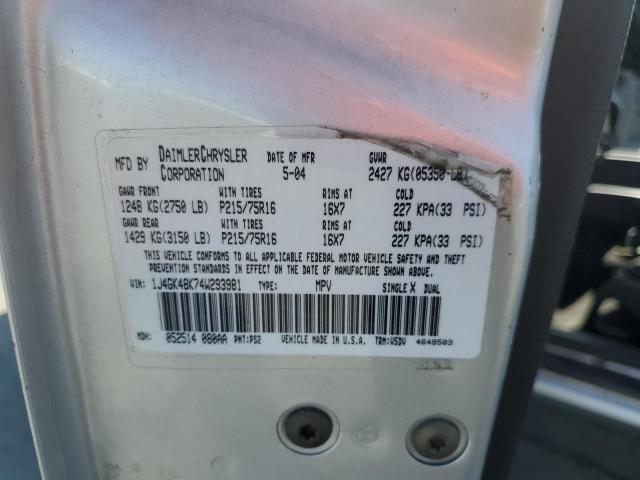 MFD BY DAIMLERCHRYSLER CORPORATION DATE OF MFR 5-04 GVWR 2427 KG(05350 LB)
GAWR FRONT WITH TIRES RIMS AT COLD
1248 KG(2750 LB) P215/75R16 16X7 227 KPA(33 PSI)
GAWR REAR WITH TIRES RIMS AT COLD
1429 KG(3150 LB) P215/75R16 16X7 227 KPA(33 PSI)
THIS VEHICLE CONFORMS TO ALL APPLICABLE FEDERAL MOTOR VEHICLE SAFETY AND THEFT
PREVENTION STANDARDS IN EFFECT ON THE DATE OF MANUFACTURE SHOWN ABOVE.
VIN: 1J4GK48K74W293981 TYPE: MPV SINGLE X DUAL
MDH: 052514 080AA PNT:PS2 VEHICLE MADE IN U.S.A. TRM:V5DV 4648503